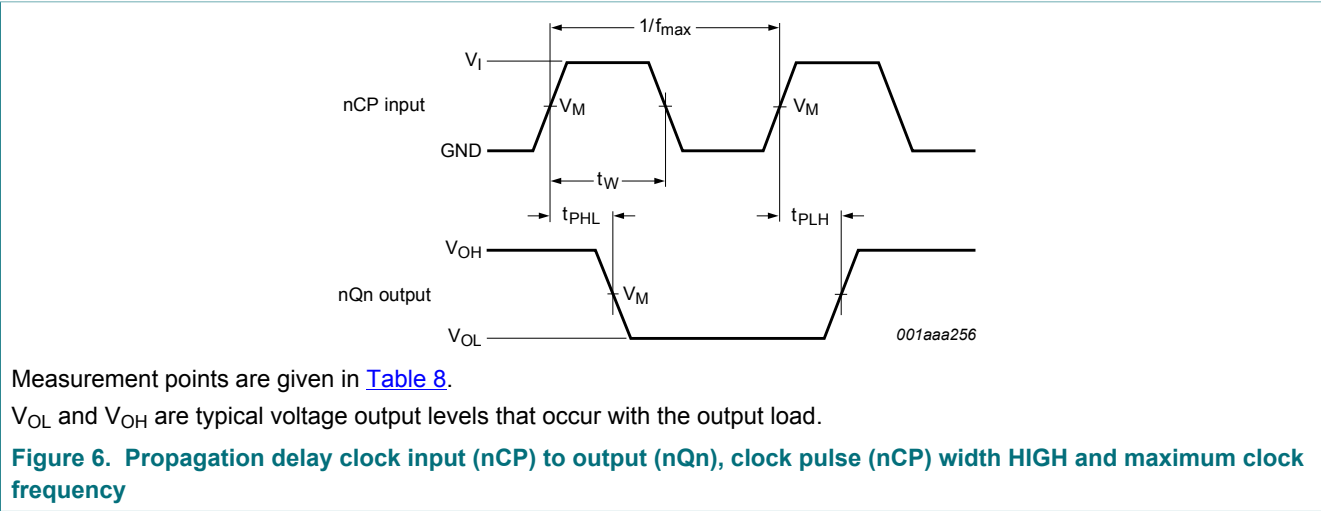 1/fmax
VI
nCP input
VM
VM
GND
tW
tPHL
tPLH
VOH
nQn output
VM
VOL
001aaa256
Measurement points are given in Table 8.
VOL and VOH are typical voltage output levels that occur with the output load.
Figure 6. Propagation delay clock input (nCP) to output (nQn), clock pulse (nCP) width HIGH and maximum clock
frequency